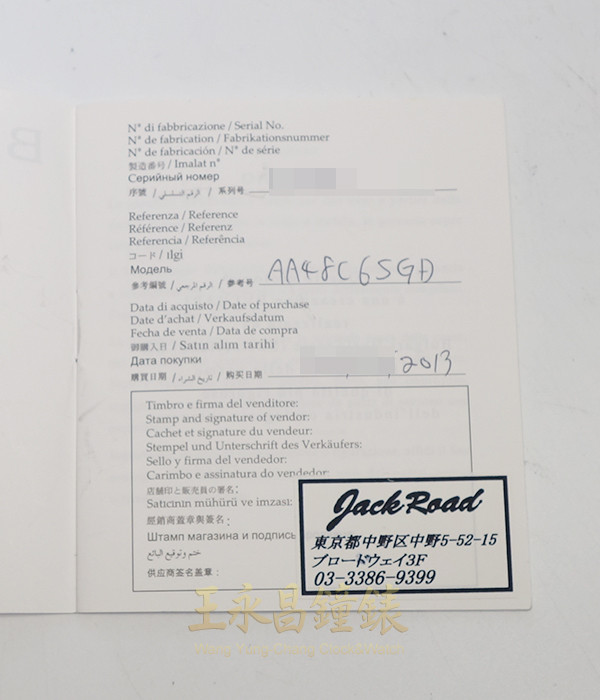 N° di fabbricazione / Serial No.
N° de fabrication / Fabrikationsnummer
N° de fabricación / N° de série
製造番号 / Imalat n°
Серийный номер
序號 / الرقم التسلسلي / 系列号
Referenza / Reference
Référence / Referenz
Referencia / Referência
コード / Ilgi
Модель
參考編號 / الرقم المرجعي / 参考号 AA48C65GD
Data di acquisto / Date of purchase
Date d'achat / Verkaufsdatum
Fecha de venta / Data de compra
御購入日 / Satın alım tarihi
Дата покупки
購買日期 / تاريخ الشراء / 购买日期 , , 2013
Timbro e firma del venditore:
Stamp and signature of vendor:
Cachet et signature du vendeur:
Stempel und Unterschrift des Verkäufers:
Sello y firma del vendedor:
Carimbo e assinatura do vendedor:
店舗印と販売員の署名:
Satıcının mühürü ve imzası:
經銷商蓋章與簽名:
Штамп магазина и подпись
ختم وتوقيع البائع
供应商签名盖章:
Jack Road
東京都中野区中野5-52-15
ブロードウェイ3F
03-3386-9399
王永昌鐘錶